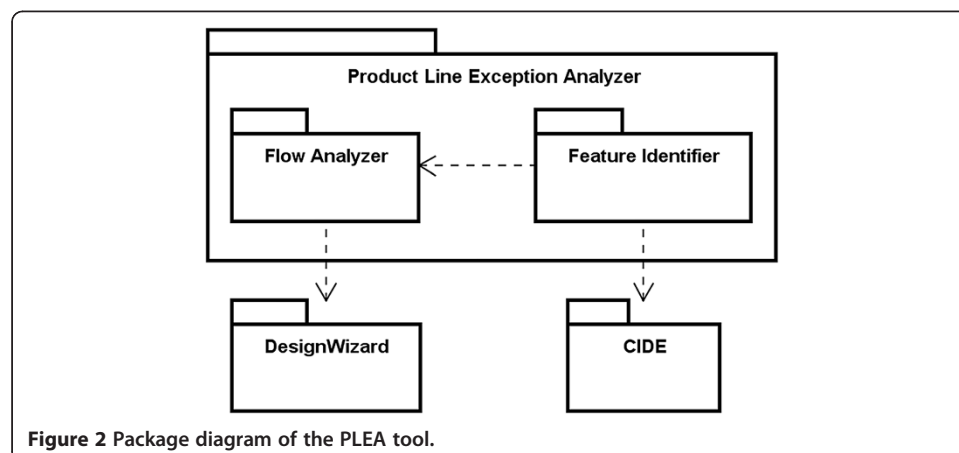 Product Line Exception Analyzer
Flow Analyzer
Feature Identifier
DesignWizard
CIDE
Figure 2 Package diagram of the PLEA tool.